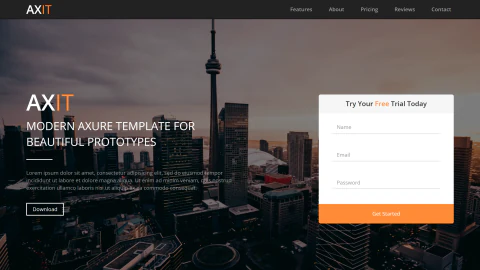 AXIT
Features About Pricing Reviews Contact
AXIT
MODERN AXURE TEMPLATE FOR
BEAUTIFUL PROTOTYPES
Lorem ipsum dolor sit amet, consectetur adipiscing elit, sed do eiusmod tempor
incididunt ut labore et dolore magna aliqua. Ut enim ad minim veniam, quis nostrud
exercitation ullamco laboris nisi ut aliquip ex ea commodo consequat.
Download
Try Your Free Trial Today
Name
Email
Password
Get Started